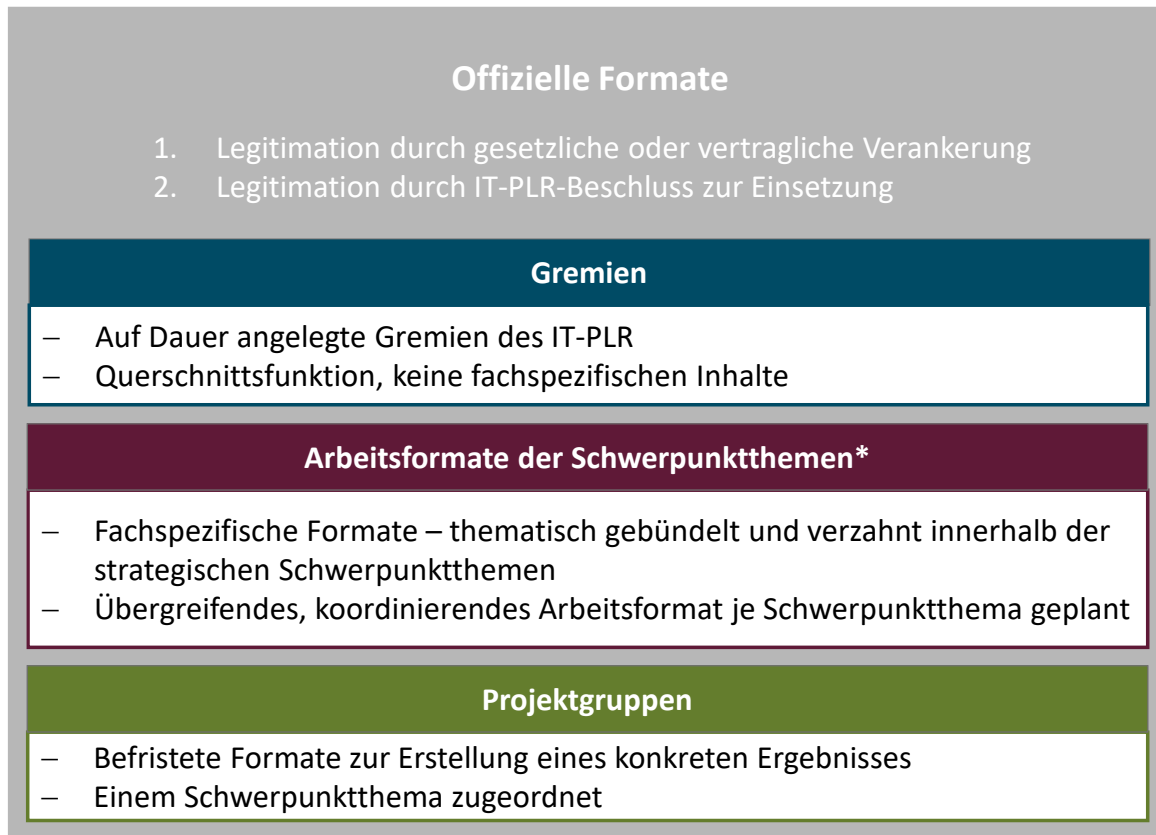 Offizielle Formate
1. Legitimation durch gesetzliche oder vertragliche Verankerung
2. Legitimation durch IT-PLR-Beschluss zur Einsetzung
Gremien
– Auf Dauer angelegte Gremien des IT-PLR
– Querschnittsfunktion, keine fachspezifischen Inhalte
Arbeitsformate der Schwerpunktthemen*
– Fachspezifische Formate – thematisch gebündelt und verzahnt innerhalb der
strategischen Schwerpunktthemen
– Übergreifendes, koordinierendes Arbeitsformat je Schwerpunktthema geplant
Projektgruppen
– Befristete Formate zur Erstellung eines konkreten Ergebnisses
– Einem Schwerpunktthema zugeordnet